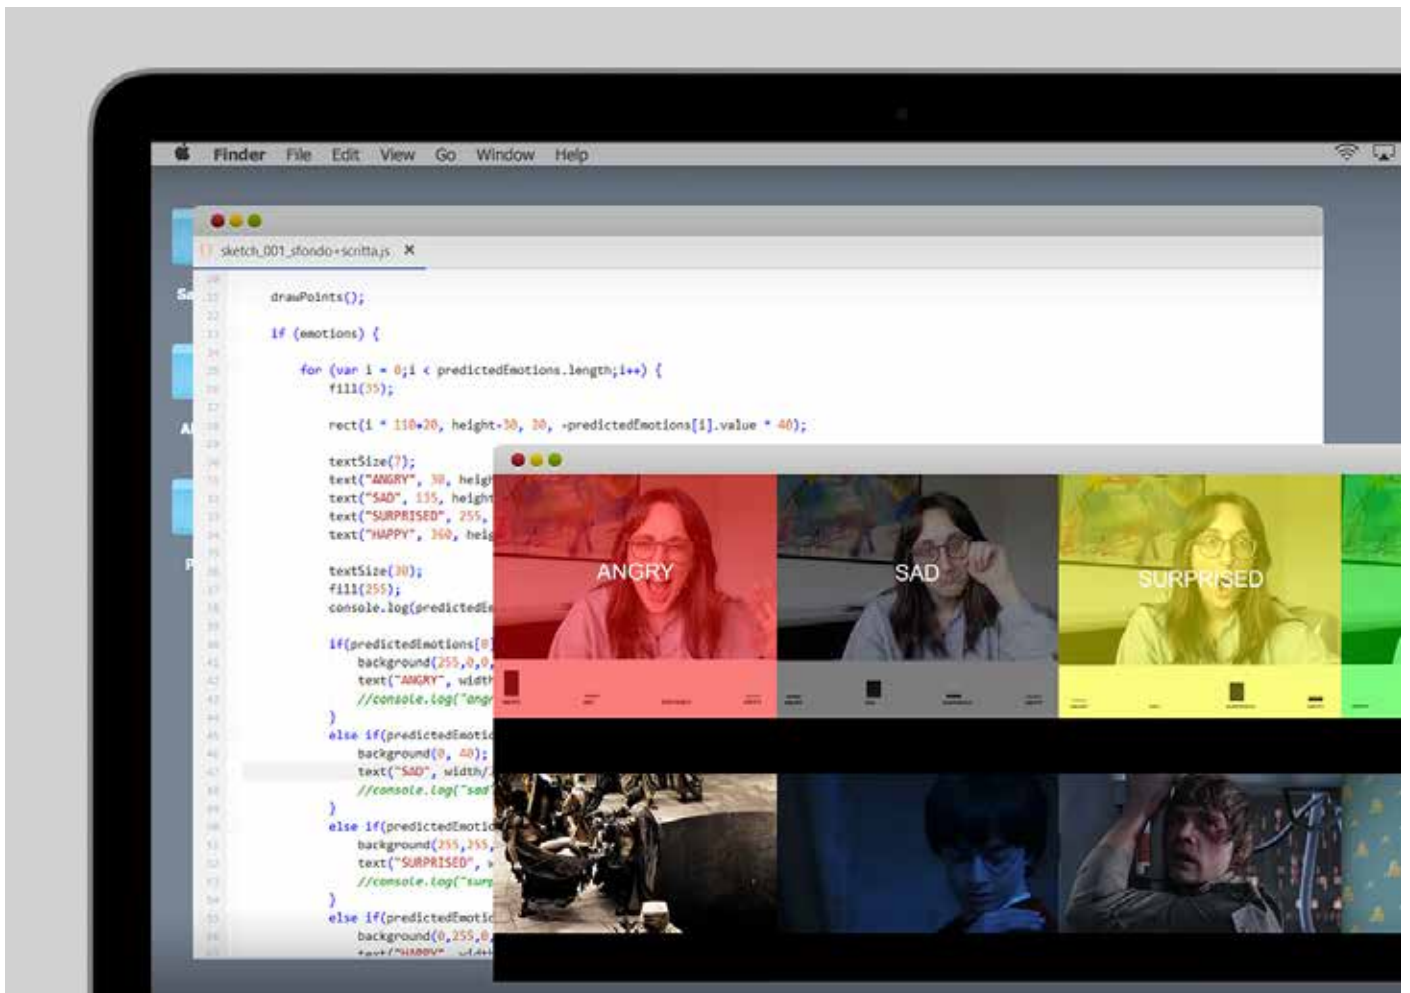 Finder File Edit View Go Window Help
sketch_001_sfondo+scritta.js
drawPoints();
if (emotions) {
for (var i = 0;i < predictedEmotions.length;i++) {
fill(35);
rect(i * 110+20, height-30, 30, -predictedEmotions[i].value * 40);
textSize(7);
text("ANGRY", 30, heigh
text("SAD", 135, height
text("SURPRISED", 255,
text("HAPPY", 360, heig
textSize(30);
fill(255);
console.log(predictedE
if(predictedEmotions[0]
background(255,0,0,
text("ANGRY", width
//console.log("angr
}
else if(predictedEmotio
background(0, 40);
text("SAD", width/
//console.log("sad
}
else if(predictedEmotio
background(255,255,
text("SURPRISED", w
//console.log("surp
}
else if(predictedEmotio
background(0,255,0,
text("HAPPY", widt
ANGRY
SAD
SURPRISED